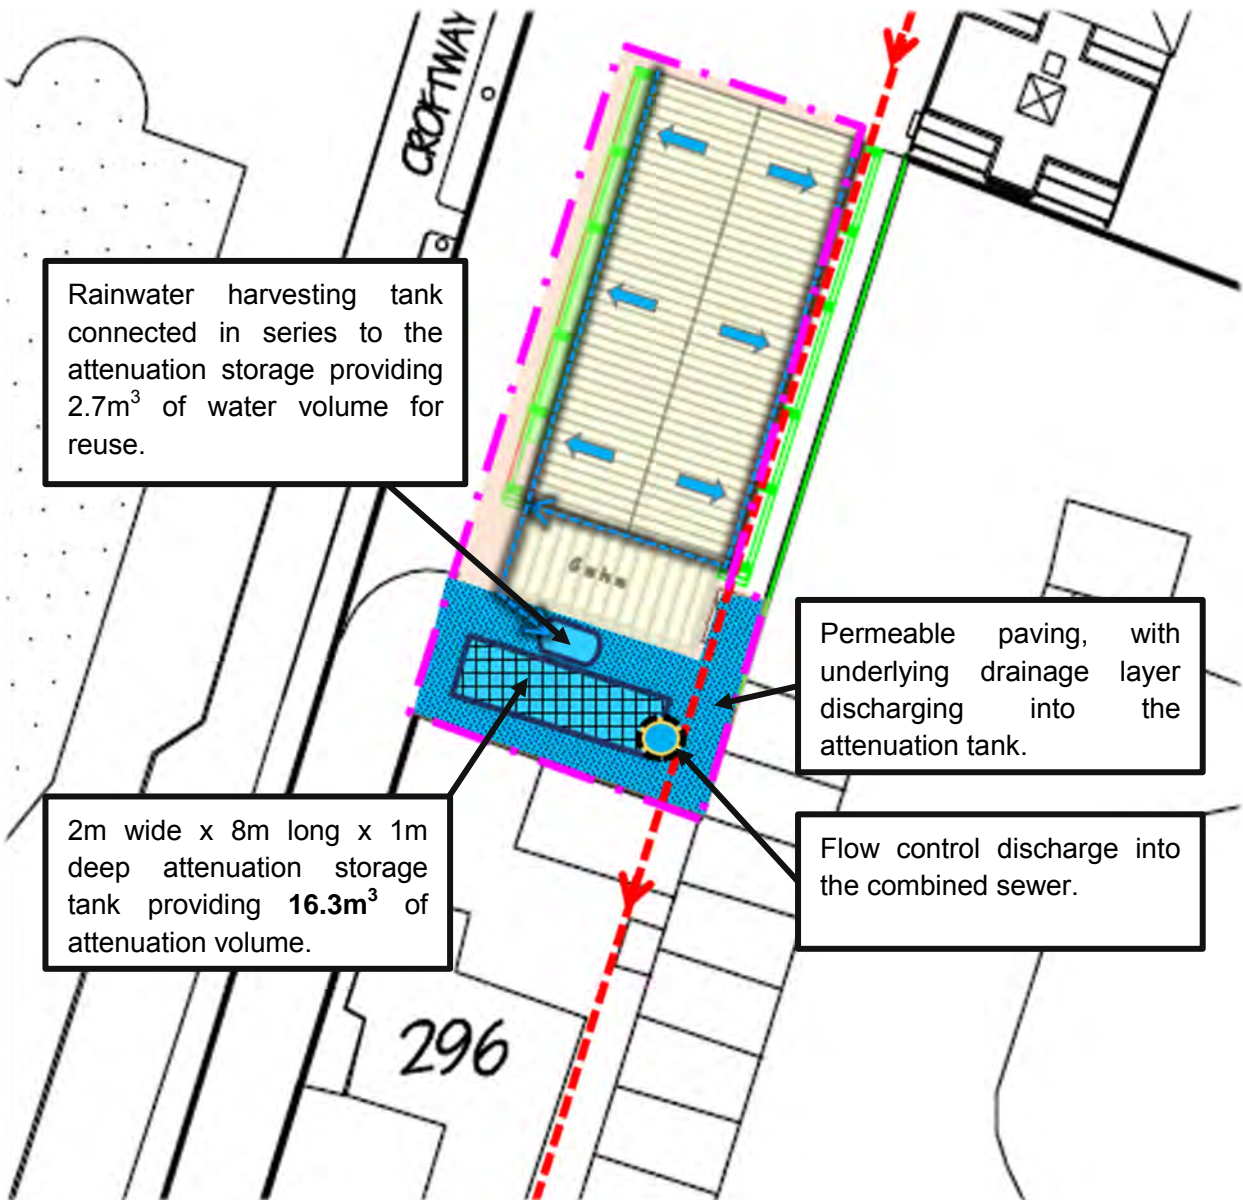 CROFTWAY
Rainwater harvesting tank
connected in series to the
attenuation storage providing
2.7m³ of water volume for
reuse.
Permeable paving, with
underlying drainage layer
discharging into the
attenuation tank.
2m wide x 8m long x 1m
deep attenuation storage
tank providing 16.3m³ of
attenuation volume.
Flow control discharge into
the combined sewer.
296